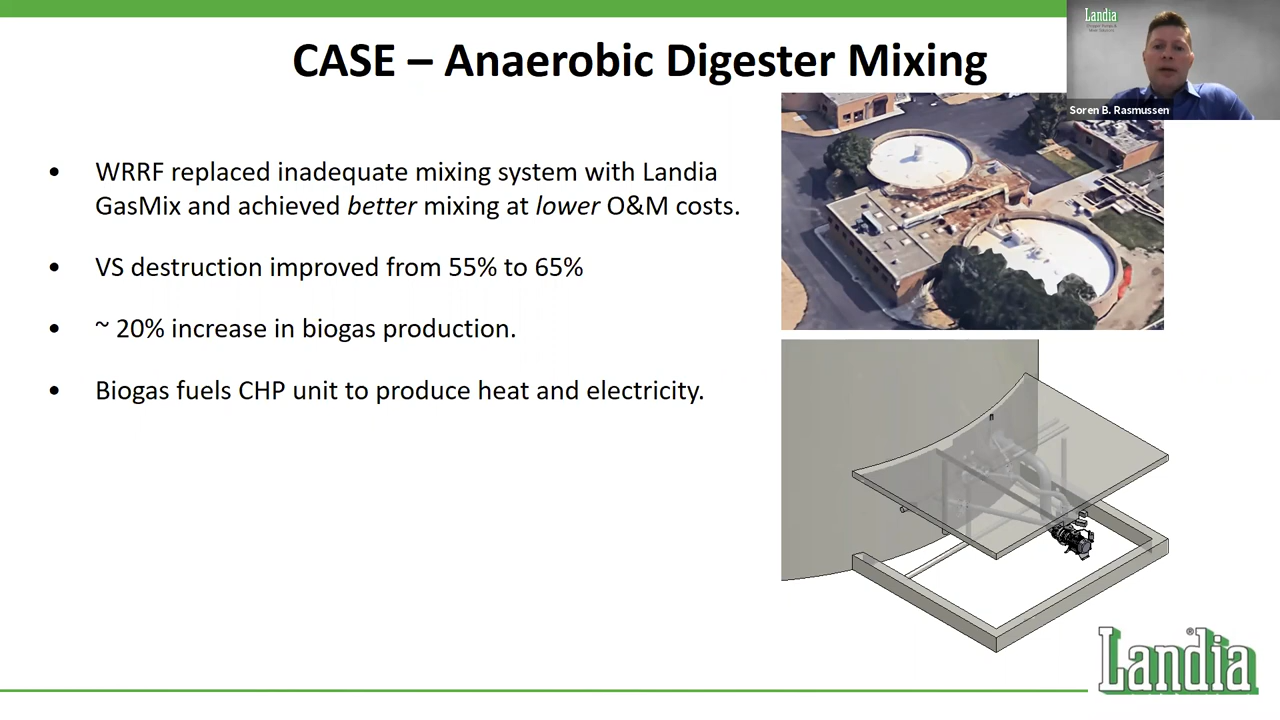 CASE – Anaerobic Digester Mixing
Landia
Soren B. Rasmussen
• WRRF replaced inadequate mixing system with Landia
GasMix and achieved better mixing at lower O&M costs.
• VS destruction improved from 55% to 65%
• ~ 20% increase in biogas production.
• Biogas fuels CHP unit to produce heat and electricity.
Landia®